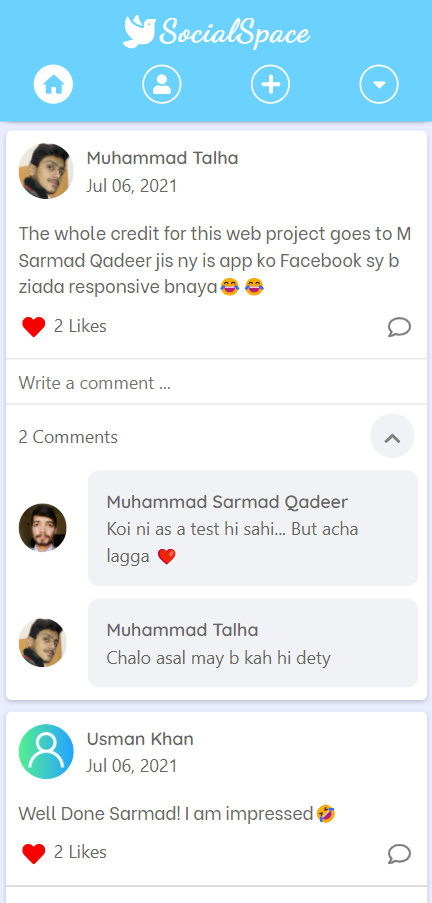 SocialSpace
Muhammad Talha
Jul 06, 2021
The whole credit for this web project goes to M
Sarmad Qadeer jis ny is app ko Facebook sy b
ziada responsive bnaya😂 😂
2 Likes
Write a comment ...
2 Comments
Muhammad Sarmad Qadeer
Koi ni as a test hi sahi... But acha
lagga ❤️
Muhammad Talha
Chalo asal may b kah hi dety
Usman Khan
Jul 06, 2021
Well Done Sarmad! I am impressed🤣
2 Likes